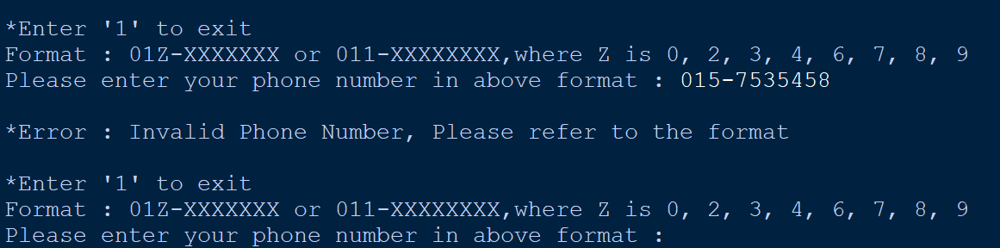 *Enter '1' to exit
Format : 01Z-XXXXXXX or 011-XXXXXXXX,where Z is 0, 2, 3, 4, 6, 7, 8, 9
Please enter your phone number in above format : 015-7535458
*Error : Invalid Phone Number, Please refer to the format
*Enter '1' to exit
Format : 01Z-XXXXXXX or 011-XXXXXXXX,where Z is 0, 2, 3, 4, 6, 7, 8, 9
Please enter your phone number in above format :